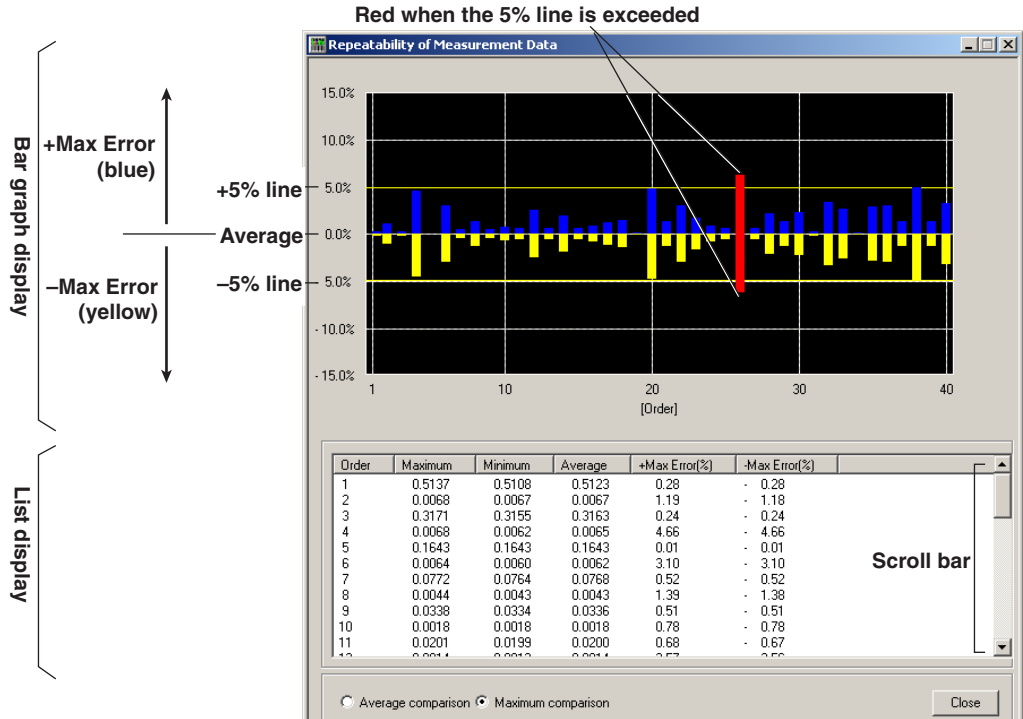 Red when the 5% line is exceeded
Repeatability of Measurement Data
Bar graph display
+Max Error
(blue)
–Max Error
(yellow)
+5% line
Average
–5% line
15.0%
10.0%
5.0%
0.0%
5.0%
- 10.0%
- 15.0%
1 10 20 30 40
[Order]
List display
Order Maximum Minimum Average +Max Error(%) -Max Error(%)
1 0.5137 0.5108 0.5123 0.28 - 0.28
2 0.0068 0.0067 0.0067 1.19 - 1.18
3 0.3171 0.3155 0.3163 0.24 - 0.24
4 0.0068 0.0062 0.0065 4.66 - 4.66
5 0.1643 0.1643 0.1643 0.01 - 0.01
6 0.0064 0.0060 0.0062 3.10 - 3.10
7 0.0772 0.0764 0.0768 0.52 - 0.52
8 0.0044 0.0043 0.0043 1.39 - 1.38
9 0.0338 0.0334 0.0336 0.51 - 0.51
10 0.0018 0.0018 0.0018 0.78 - 0.78
11 0.0201 0.0199 0.0200 0.68 - 0.67
Scroll bar
Average comparison Maximum comparison
Close